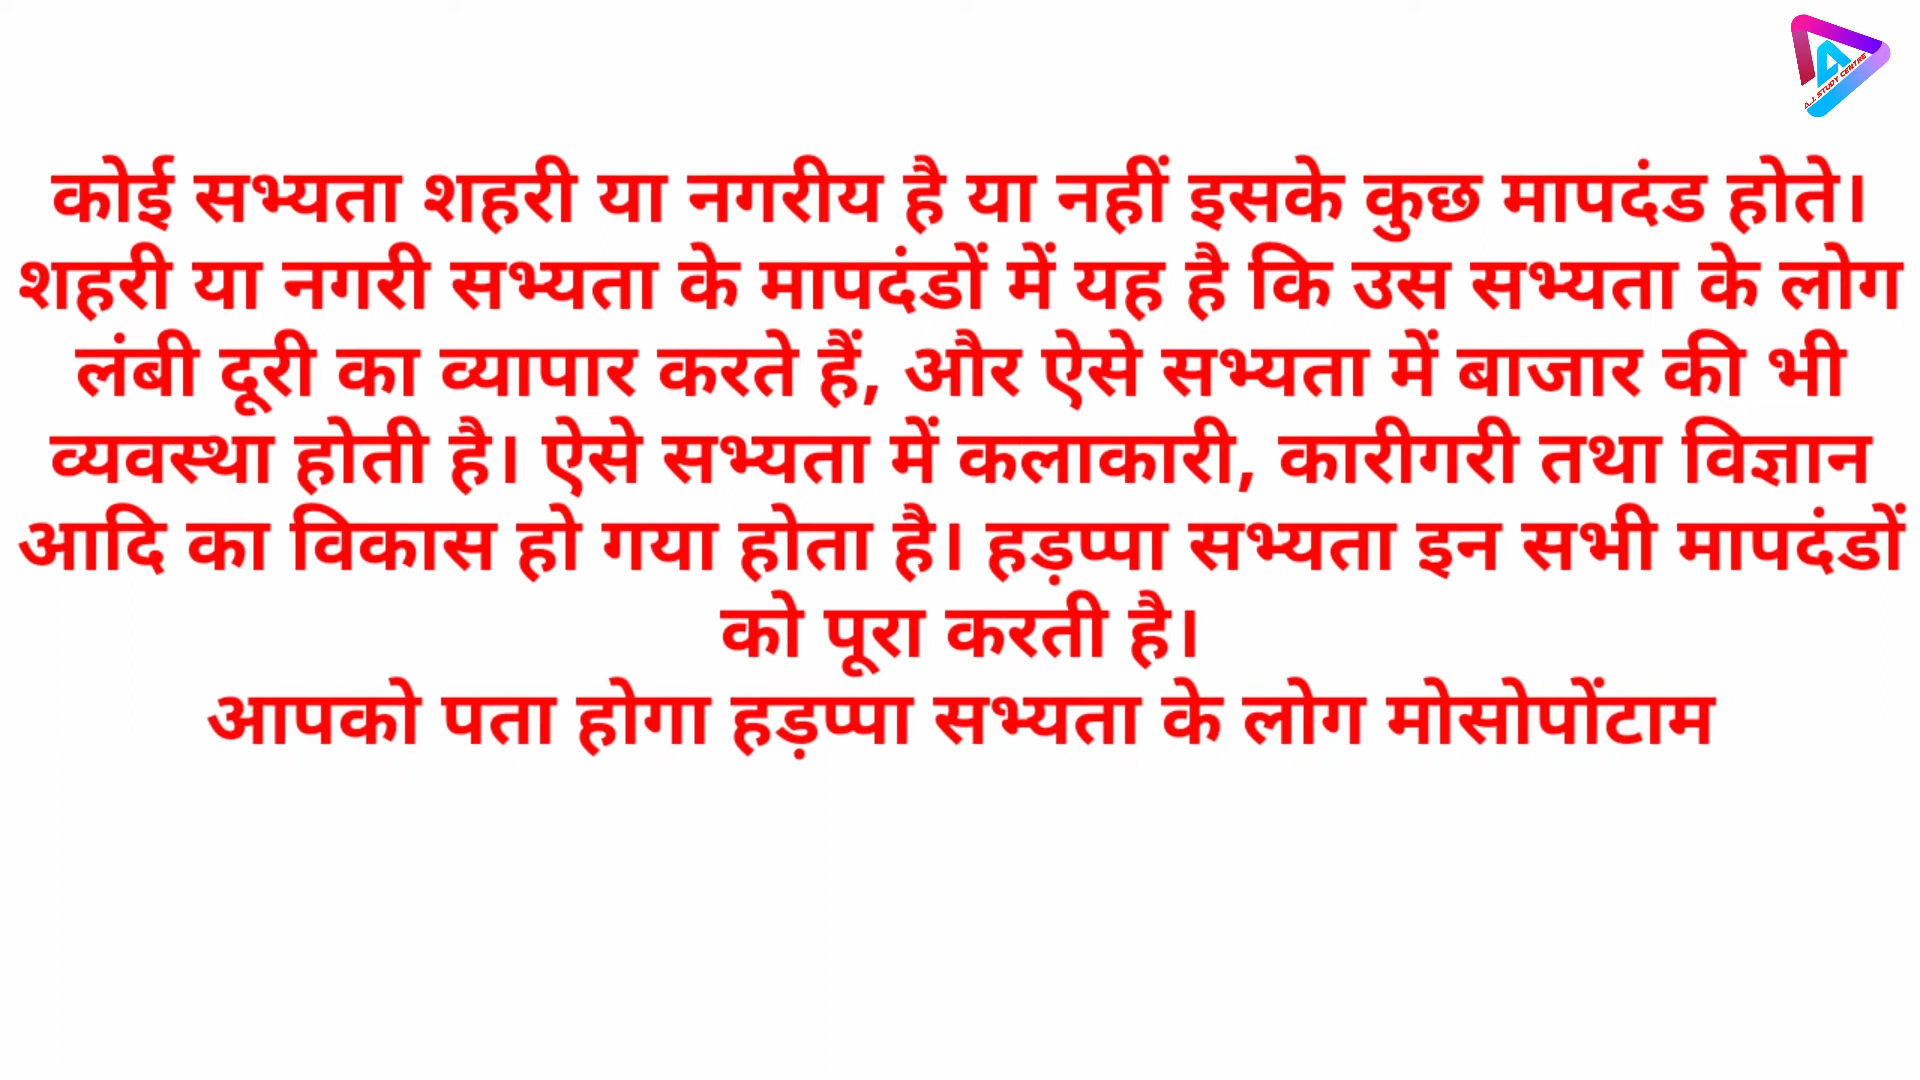 A.J. STUDY CENTRE
कोई सभ्यता शहरी या नगरीय है या नहीं इसके कुछ मापदंड होते।
शहरी या नगरी सभ्यता के मापदंडों में यह है कि उस सभ्यता के लोग
लंबी दूरी का व्यापार करते हैं, और ऐसे सभ्यता में बाजार की भी
व्यवस्था होती है। ऐसे सभ्यता में कलाकारी, कारीगरी तथा विज्ञान
आदि का विकास हो गया होता है। हड़प्पा सभ्यता इन सभी मापदंडों
को पूरा करती है।
आपको पता होगा हड़प्पा सभ्यता के लोग मोसोपोंटाम